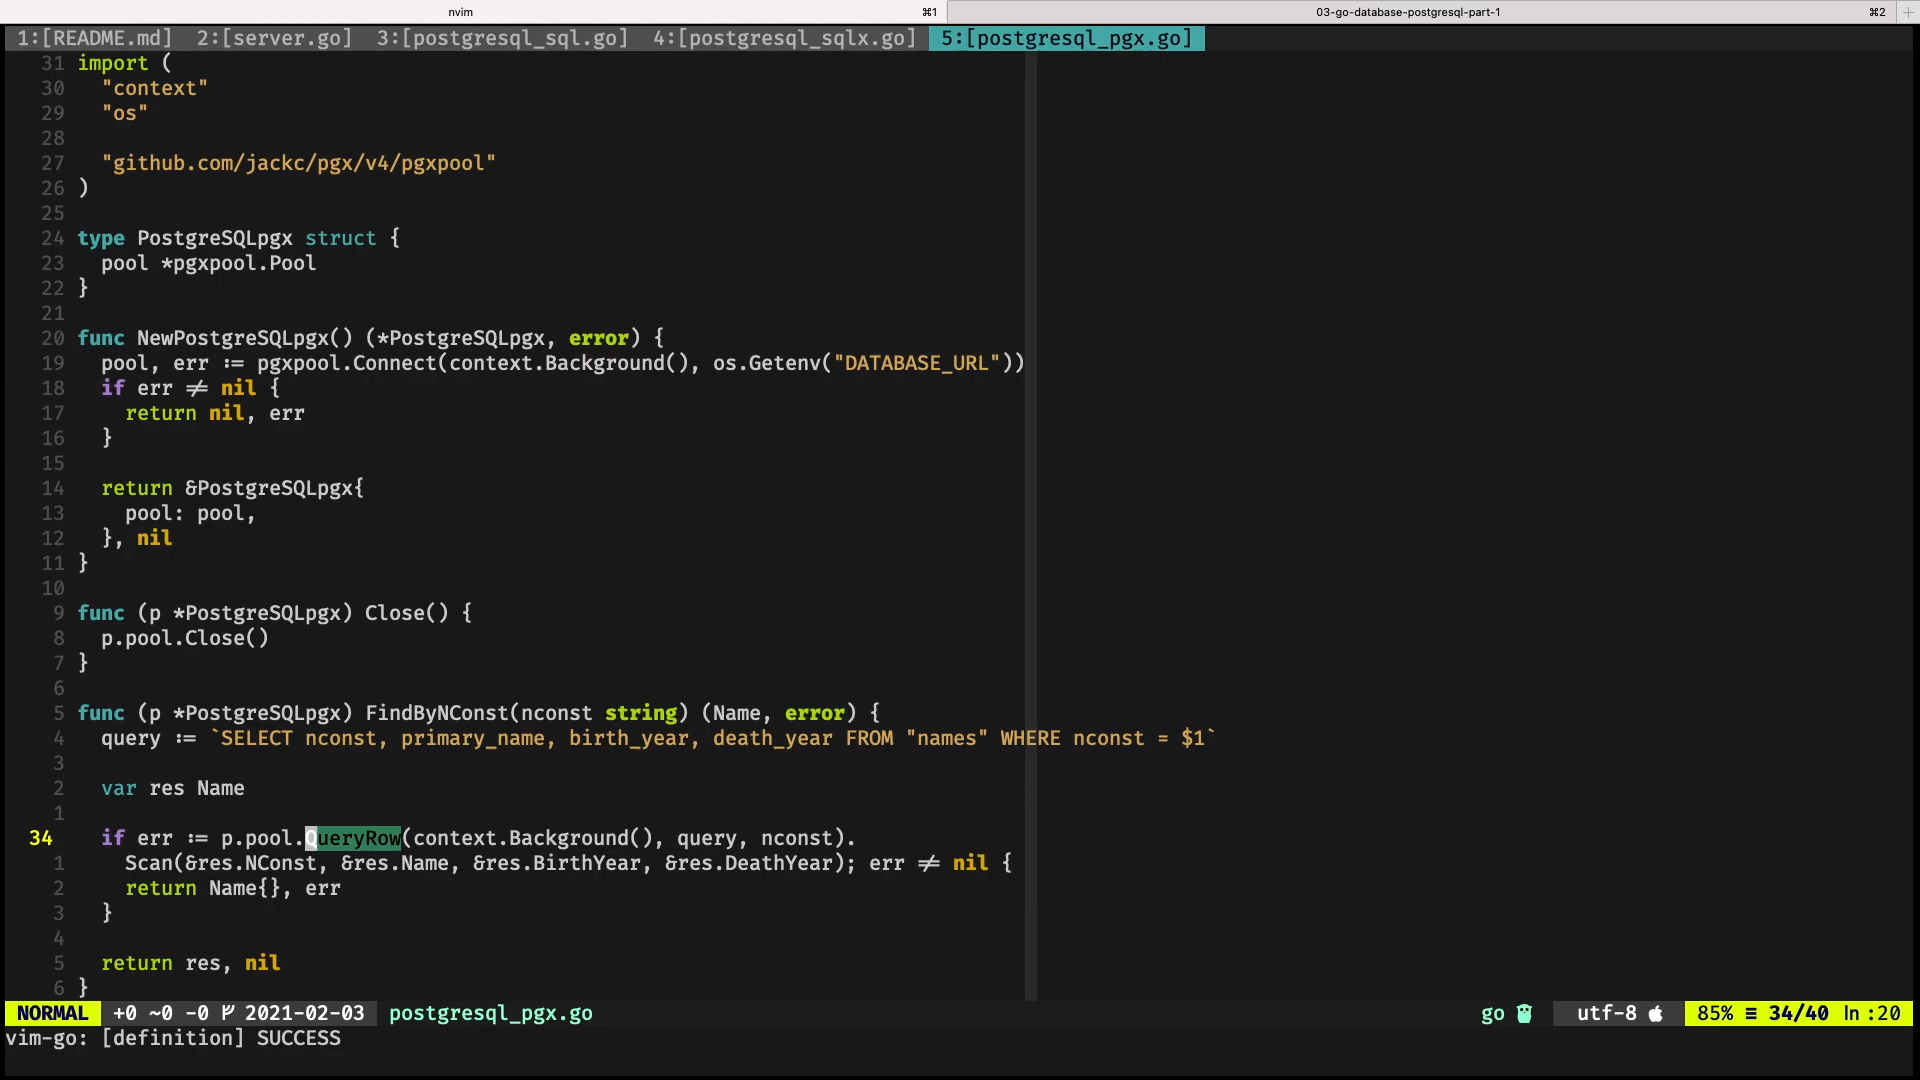 nvim ⌘1 03-go-database-postgresql-part-1 ⌘2 +
1:[README.md] 2:[server.go] 3:[postgresql_sql.go] 4:[postgresql_sqlx.go] 5:[postgresql_pgx.go]
31 import (
30   "context"
29   "os"
28
27   "github.com/jackc/pgx/v4/pgxpool"
26 )
25
24 type PostgreSQLpgx struct {
23   pool *pgxpool.Pool
22 }
21
20 func NewPostgreSQLpgx() (*PostgreSQLpgx, error) {
19   pool, err := pgxpool.Connect(context.Background(), os.Getenv("DATABASE_URL"))
18   if err != nil {
17     return nil, err
16   }
15
14   return &PostgreSQLpgx{
13     pool: pool,
12   }, nil
11 }
10
9 func (p *PostgreSQLpgx) Close() {
8   p.pool.Close()
7 }
6
5 func (p *PostgreSQLpgx) FindByNConst(nconst string) (Name, error) {
4   query := `SELECT nconst, primary_name, birth_year, death_year FROM "names" WHERE nconst = $1`
3
2   var res Name
1
34   if err := p.pool.QueryRow(context.Background(), query, nconst).
1     Scan(&res.NConst, &res.Name, &res.BirthYear, &res.DeathYear); err != nil {
2     return Name{}, err
3   }
4
5   return res, nil
6 }
NORMAL +0 ~0 -0 2021-02-03 postgresql_pgx.go go utf-8 85% ≡ 34/40 ln :20
vim-go: [definition] SUCCESS